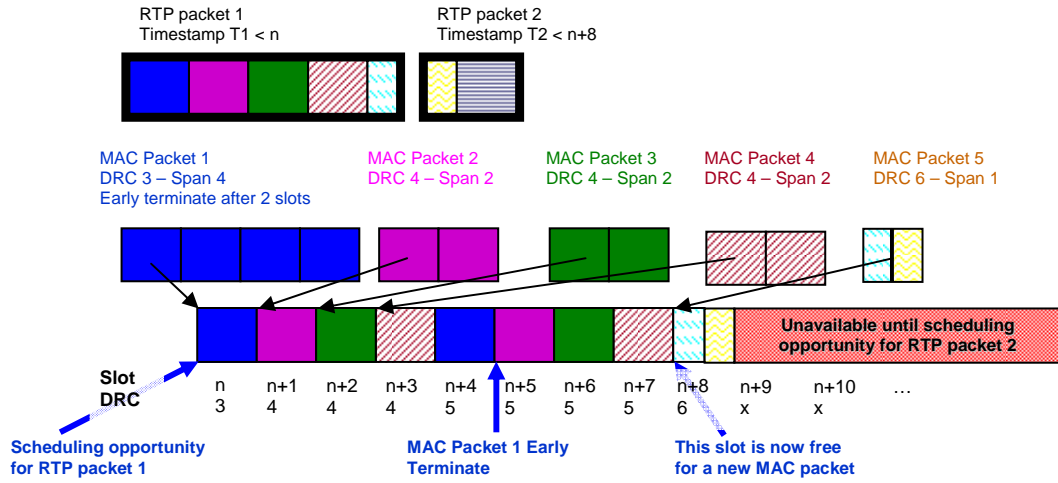 RTP packet 1
Timestamp T1 < n
RTP packet 2
Timestamp T2 < n+8
MAC Packet 1
DRC 3 – Span 4
Early terminate after 2 slots
MAC Packet 2
DRC 4 – Span 2
MAC Packet 3
DRC 4 – Span 2
MAC Packet 4
DRC 4 – Span 2
MAC Packet 5
DRC 6 – Span 1
Unavailable until scheduling
opportunity for RTP packet 2
Slot n n+1 n+2 n+3 n+4 n+5 n+6 n+7 n+8 n+9 n+10 ...
DRC 3 4 4 4 5 5 5 5 6 x x
Scheduling opportunity
for RTP packet 1
MAC Packet 1 Early
Terminate
This slot is now free
for a new MAC packet